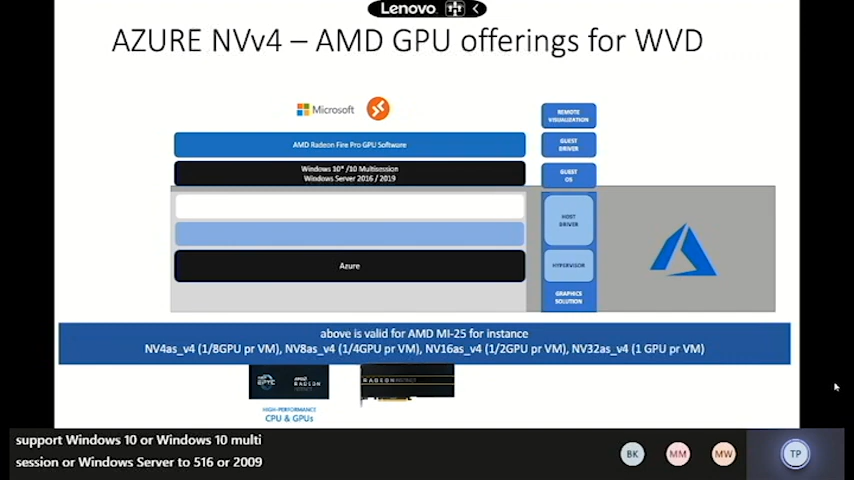 Lenovo
AZURE NVv4 – AMD GPU offerings for WVD
Microsoft
REMOTE
VISUALIZATION
AMD Radeon Fire Pro GPU Software
GUEST
DRIVER
Windows 10* /10 Multisession
Windows Server 2016 / 2019
GUEST
OS
HOST
DRIVER
Azure
HYPERVISOR
GRAPHICS
SOLUTION
above is valid for AMD MI-25 for instance
NV4as_v4 (1/8GPU pr VM), NV8as_v4 (1/4GPU pr VM), NV16as_v4 (1/2GPU pr VM), NV32as_v4 (1 GPU pr VM)
EPYC
RADEON
RADEON INSTINCT
HIGH-PERFORMANCE
CPU & GPUs
support Windows 10 or Windows 10 multi
session or Windows Server to 516 or 2009
BK
MM
MW
TP